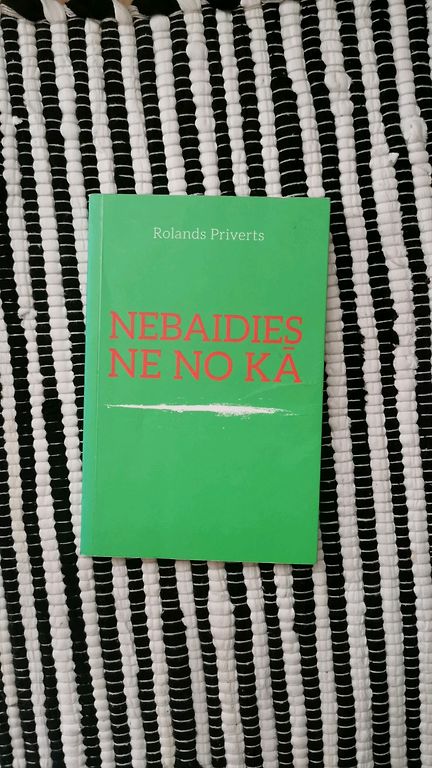 Rolands Priverts
NEBAIDIES
NE NO KĀ